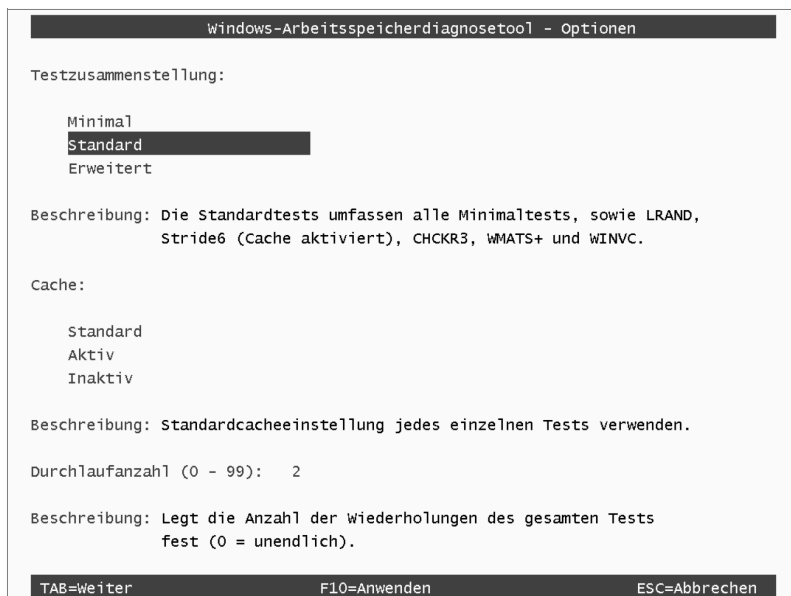 Windows-Arbeitsspeicherdiagnosetool - Optionen
Testzusammenstellung:
Minimal
Standard
Erweitert
Beschreibung: Die Standardtests umfassen alle Minimaltests, sowie LRAND,
Stride6 (Cache aktiviert), CHCKR3, WMATS+ und WINVC.
Cache:
Standard
Aktiv
Inaktiv
Beschreibung: Standardcacheeinstellung jedes einzelnen Tests verwenden.
Durchlaufanzahl (0 - 99): 2
Beschreibung: Legt die Anzahl der Wiederholungen des gesamten Tests
fest (0 = unendlich).
TAB=Weiter F10=Anwenden ESC=Abbrechen